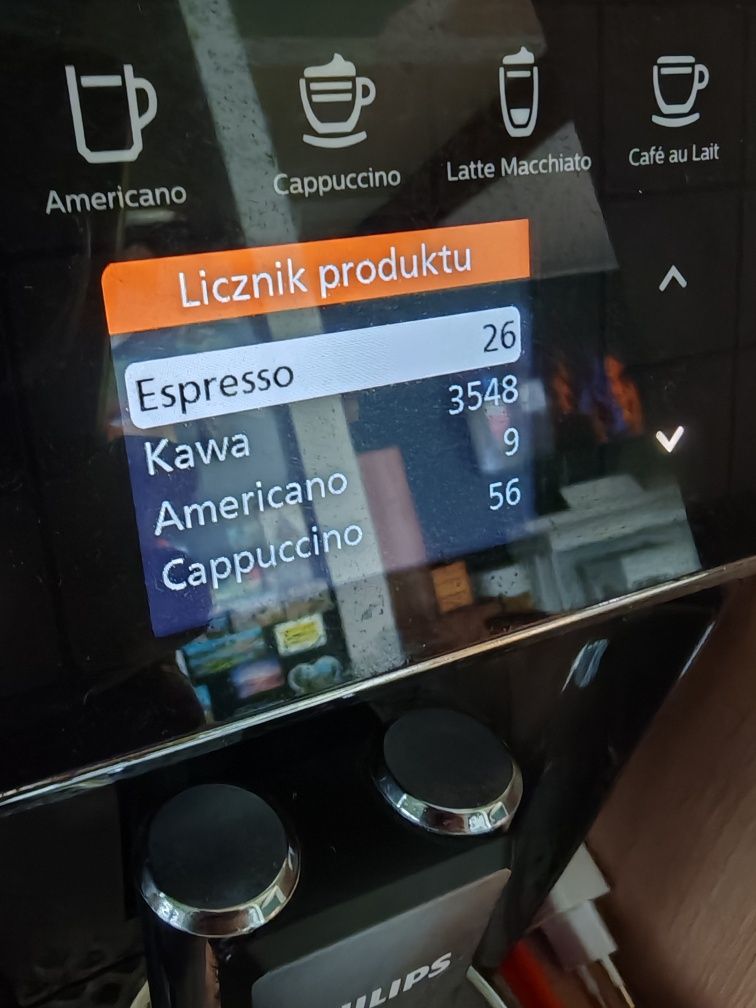 Americano
Cappuccino
Latte Macchiato
Café au Lait
Licznik produktu
Espresso 26
Kawa 3548
Americano 9
Cappuccino 56
PHILIPS